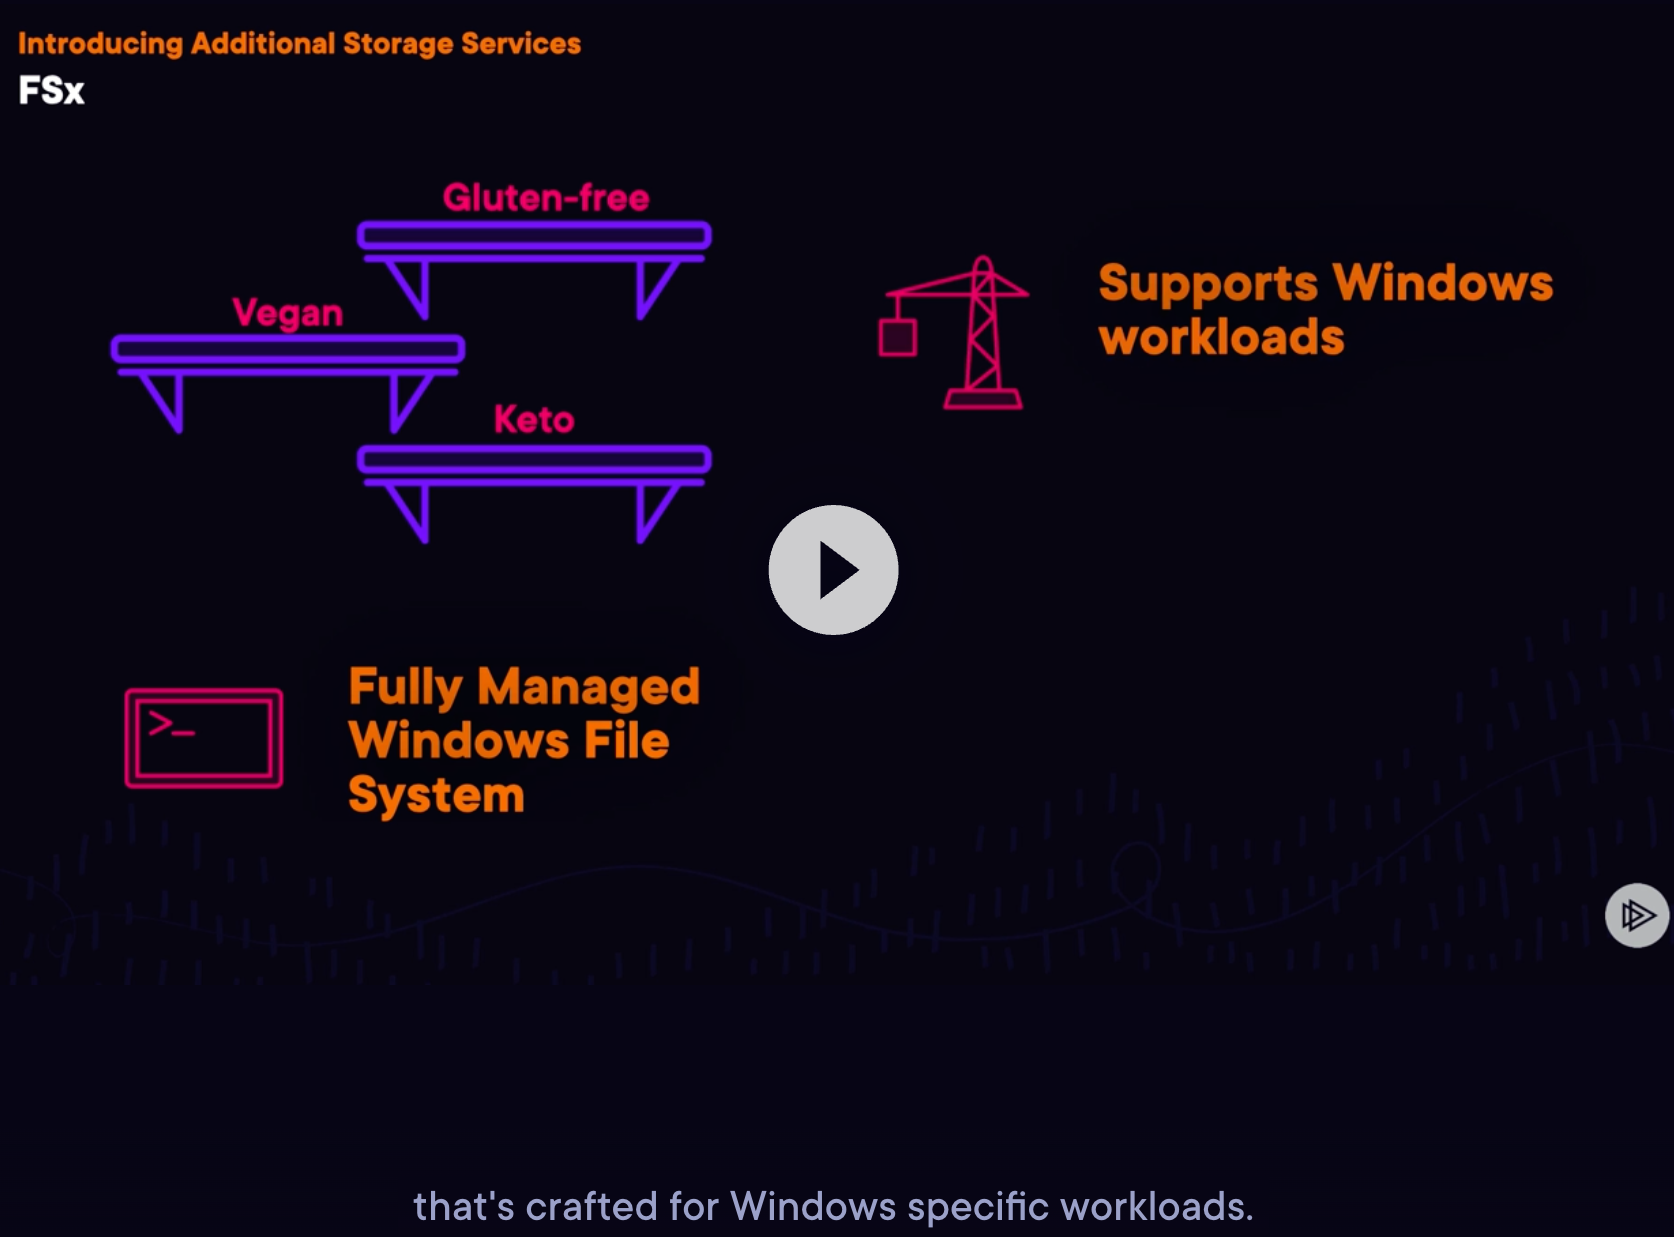 Introducing Additional Storage Services
FSx
Gluten-free
Vegan
Keto
Supports Windows
workloads
>_
Fully Managed
Windows File
System
that's crafted for Windows specific workloads.